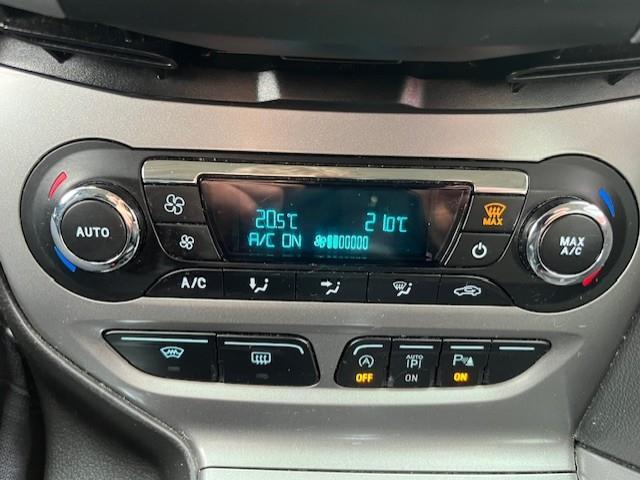 AUTO
20.5°C 21.0°C
A/C ON
MAX
MAX
A/C
A/C
A
OFF
AUTO
P
ON
P
ON